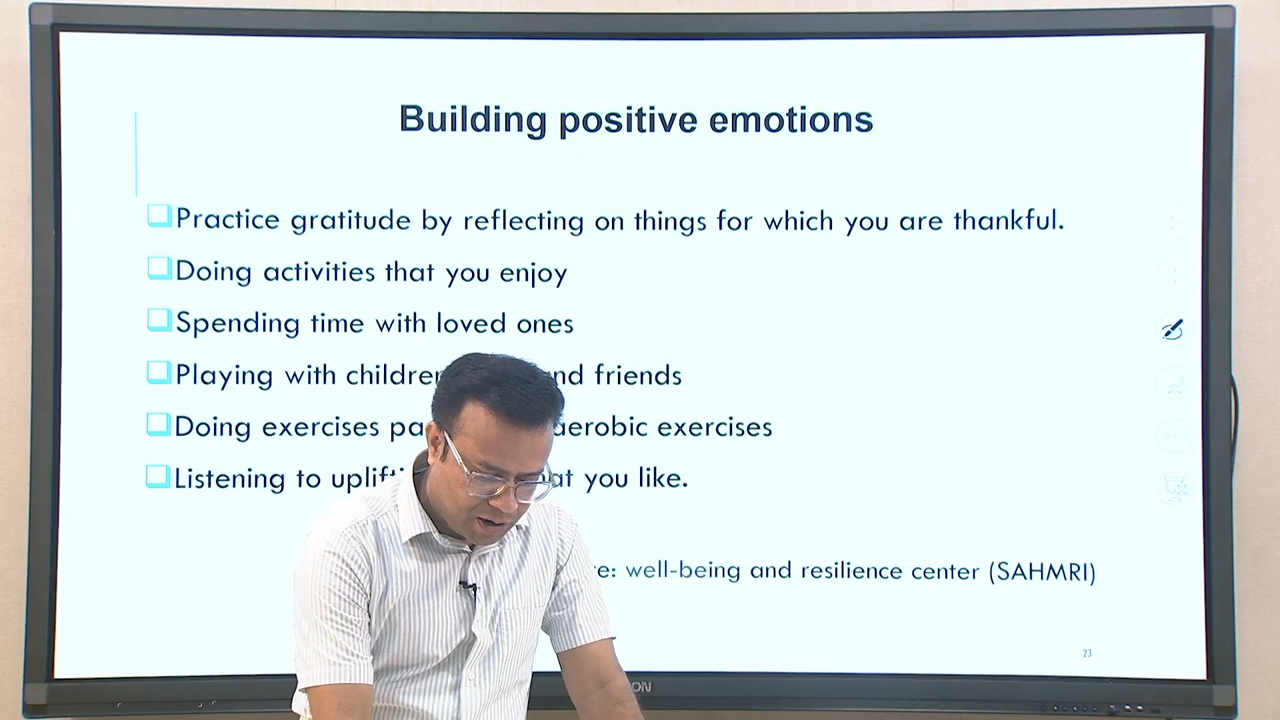 Building positive emotions
Practice gratitude by reflecting on things for which you are thankful.
Doing activities that you enjoy
Spending time with loved ones
Playing with children nd friends
Doing exercises pa aerobic exercises
Listening to uplifti at you like.
e: well-being and resilience center (SAHMRI)
23
ON